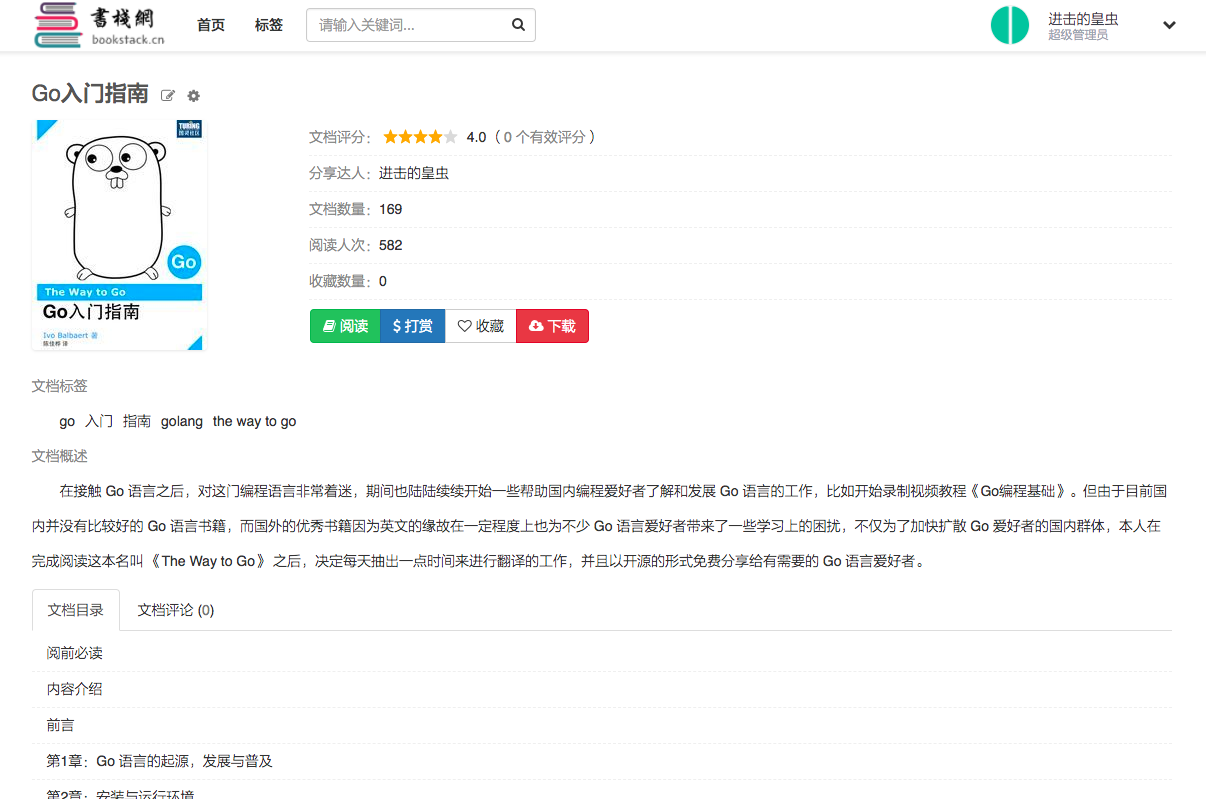 書棧網
bookstack.cn
首页 标签 请输入关键词...
进击的皇虫
超级管理员
Go入门指南
TURING
图灵社区
Go
The Way to Go
Go入门指南
Ivo Balbaert 著
陈佳桦 译
文档评分： 4.0 （ 0 个有效评分 ）
分享达人：进击的皇虫
文档数量：169
阅读人次：582
收藏数量：0
阅读 $ 打赏 收藏 下载
文档标签
go 入门 指南 golang the way to go
文档概述
在接触 Go 语言之后，对这门编程语言非常着迷，期间也陆陆续续开始一些帮助国内编程爱好者了解和发展 Go 语言的工作，比如开始录制视频教程《Go编程基础》。但由于目前国
内并没有比较好的 Go 语言书籍，而国外的优秀书籍因为英文的缘故在一定程度上也为不少 Go 语言爱好者带来了一些学习上的困扰，不仅为了加快扩散 Go 爱好者的国内群体，本人在
完成阅读这本名叫 《The Way to Go》 之后，决定每天抽出一点时间来进行翻译的工作，并且以开源的形式免费分享给有需要的 Go 语言爱好者。
文档目录 文档评论 (0)
阅前必读
内容介绍
前言
第1章：Go 语言的起源，发展与普及
第2章：安装与运行环境